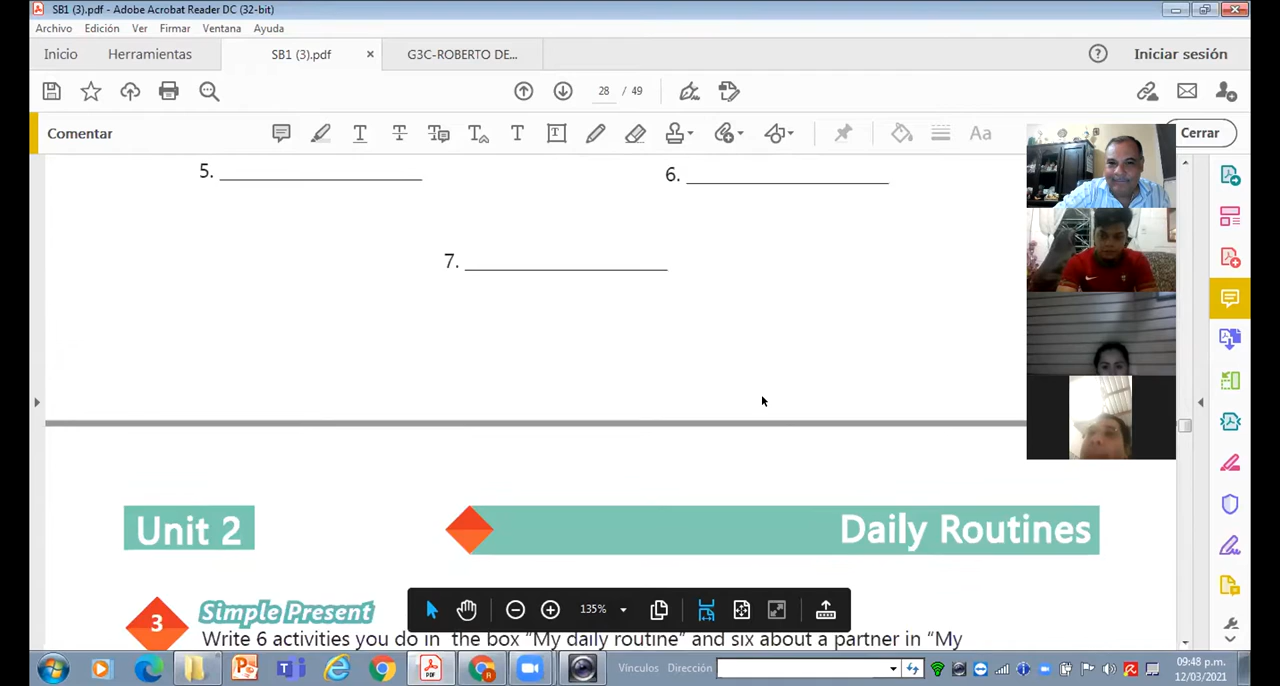 SB1 (3).pdf - Adobe Acrobat Reader DC (32-bit)
Archivo Edición Ver Firmar Ventana Ayuda
Inicio Herramientas SB1 (3).pdf × G3C-ROBERTO DE... ? Iniciar sesión
28 / 49
Comentar Aa Cerrar
5. ____________________ 6. ____________________
7. ____________________
Unit 2 Daily Routines
3 Simple Present
135%
Write 6 activities you do in the box "My daily routine" and six about a partner in "My
Vínculos Dirección 09:48 p.m.
12/03/2021